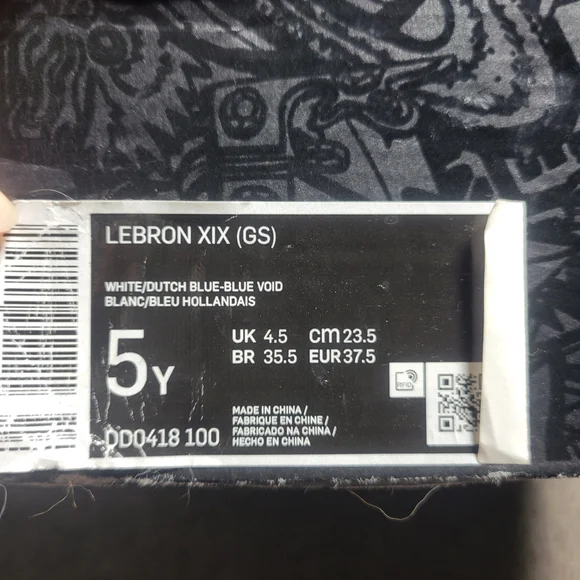 LEBRON XIX (GS)
WHITE/DUTCH BLUE-BLUE VOID
BLANC/BLEU HOLLANDAIS
5Y
UK 4.5 cm 23.5
BR 35.5 EUR 37.5
RFID
DD0418 100
MADE IN CHINA /
FABRIQUE EN CHINE /
FABRICADO NA CHINA /
HECHO EN CHINA